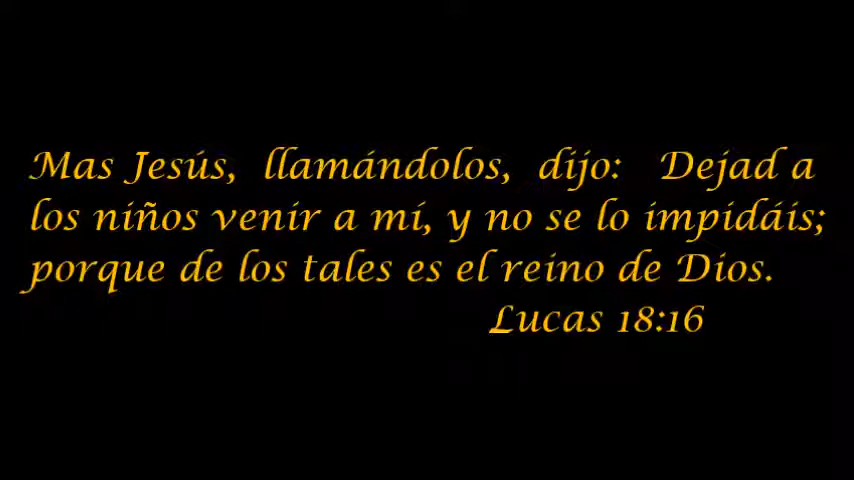 Mas Jesús, llamándolos, dijo: Dejad a
los niños venir a mí, y no se lo impidáis;
porque de los tales es el reino de Dios.
Lucas 18:16